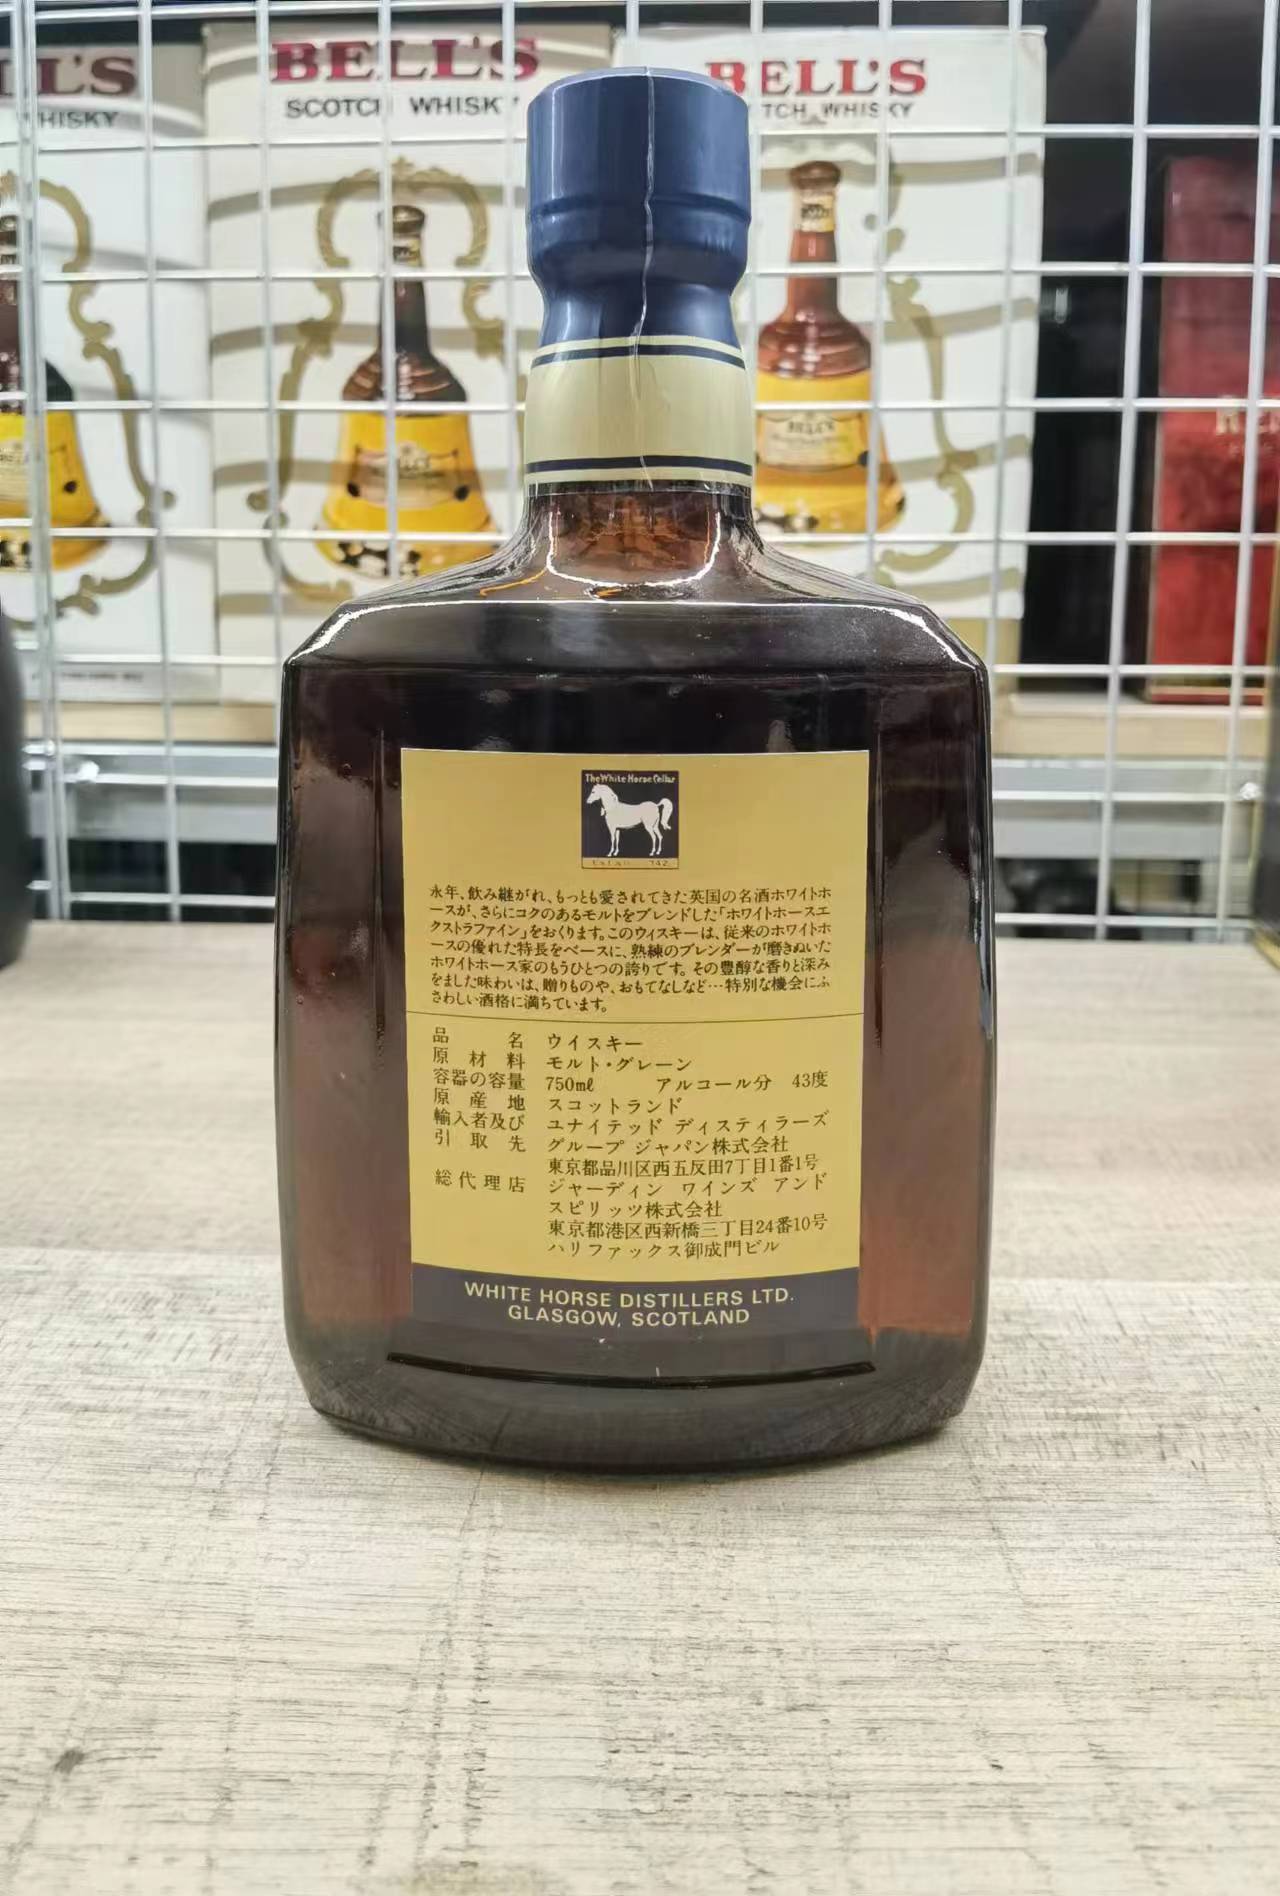 BELL'S
SCOTCH WHISKY
BELL'S
WHISKY
WHISKY
BELL'S
BELL'S
The White Horse Cellar
永年、飲み継がれ、もっとも愛されてきた英国の名酒ホワイトホ
ースが、さらにコクのあるモルトをブレンドした「ホワイトホースエ
クストラファイン」をおくります。このウィスキーは、従来のホワイトホ
ースの優れた特長をベースに、熟練のブレンダーが磨きぬいた
ホワイトホース家のもうひとつの誇りです。その豊醇な香りと深み
をました味わいは、贈りものや、おもてなしなど…特別な機会にふ
さわしい酒格に満ちています。
品名 ウイスキー
原材料 モルト・グレーン
容器の容量 750mℓ アルコール分 43度
原産地 スコットランド
輸入者及び ユナイテッド ディスティラーズ
引取先 グループ ジャパン株式会社
東京都品川区西五反田7丁目1番1号
総代理店 ジャーディン ワインズ アンド
スピリッツ株式会社
東京都港区西新橋三丁目24番10号
ハリファックス御成門ビル
WHITE HORSE DISTILLERS LTD.
GLASGOW, SCOTLAND